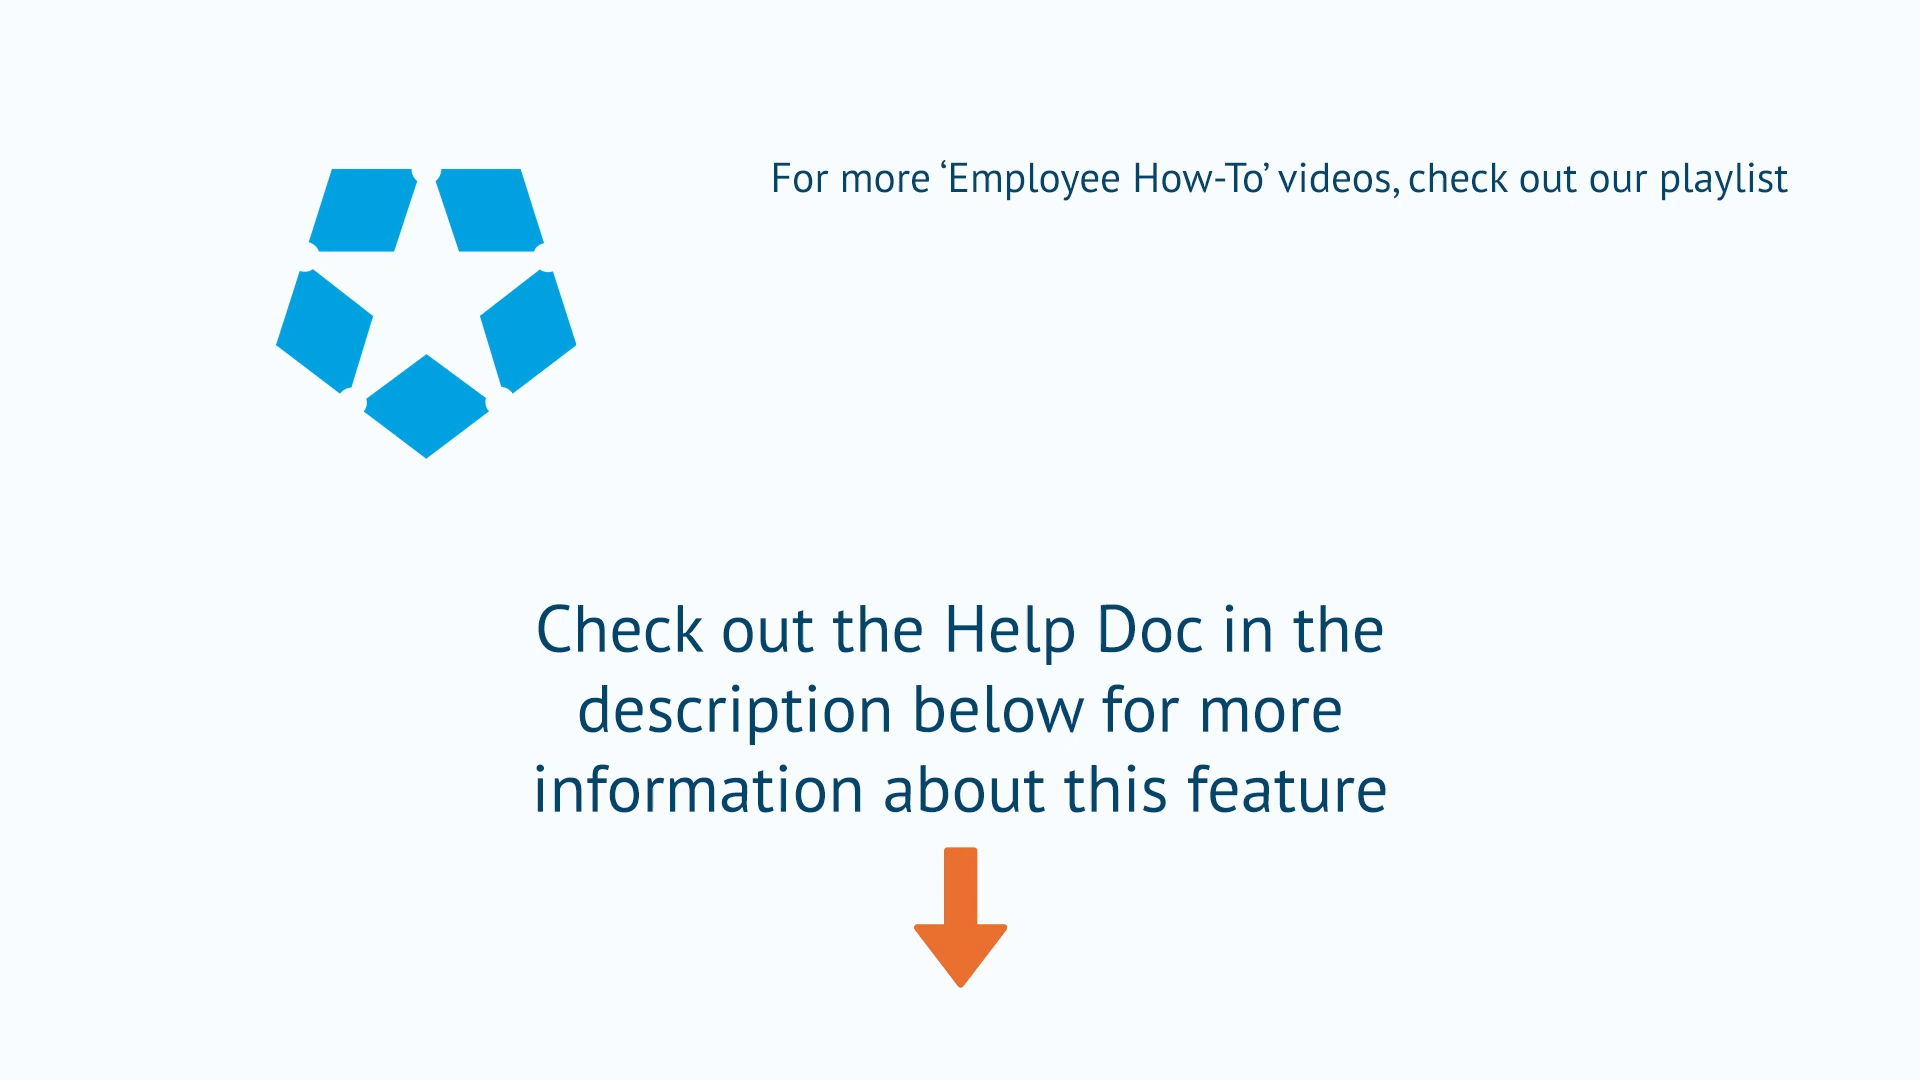 For more ‘Employee How-To’ videos, check out our playlist
Check out the Help Doc in the
description below for more
information about this feature